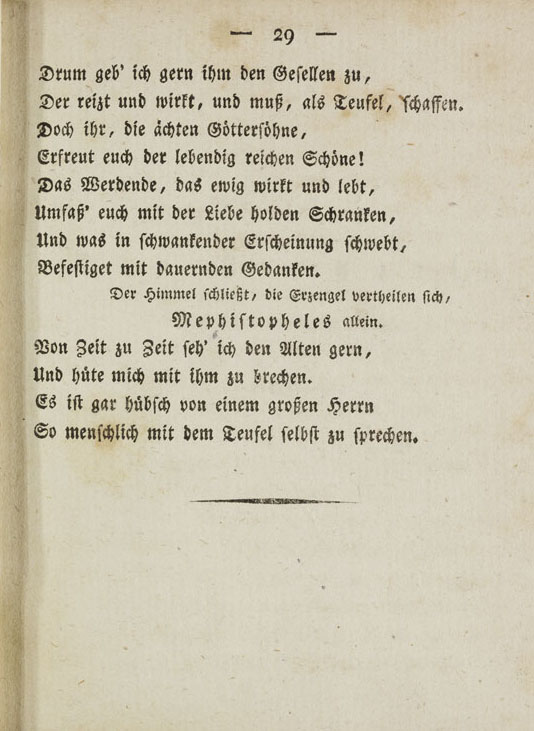 — 29 —
Drum geb' ich gern ihm den Gesellen zu,
Der reizt und wirkt, und muß, als Teufel, schaffen.
Doch ihr, die ächten Göttersöhne,
Erfreut euch der lebendig reichen Schöne!
Das Werdende, das ewig wirkt und lebt,
Umfaß' euch mit der Liebe holden Schranken,
Und was in schwankender Erscheinung schwebt,
Befestiget mit dauernden Gedanken.
Der Himmel schließt, die Erzengel vertheilen sich,
Mephistopheles allein.
Von Zeit zu Zeit seh' ich den Alten gern,
Und hüte mich mit ihm zu brechen.
Es ist gar hübsch von einem großen Herrn
So menschlich mit dem Teufel selbst zu sprechen.